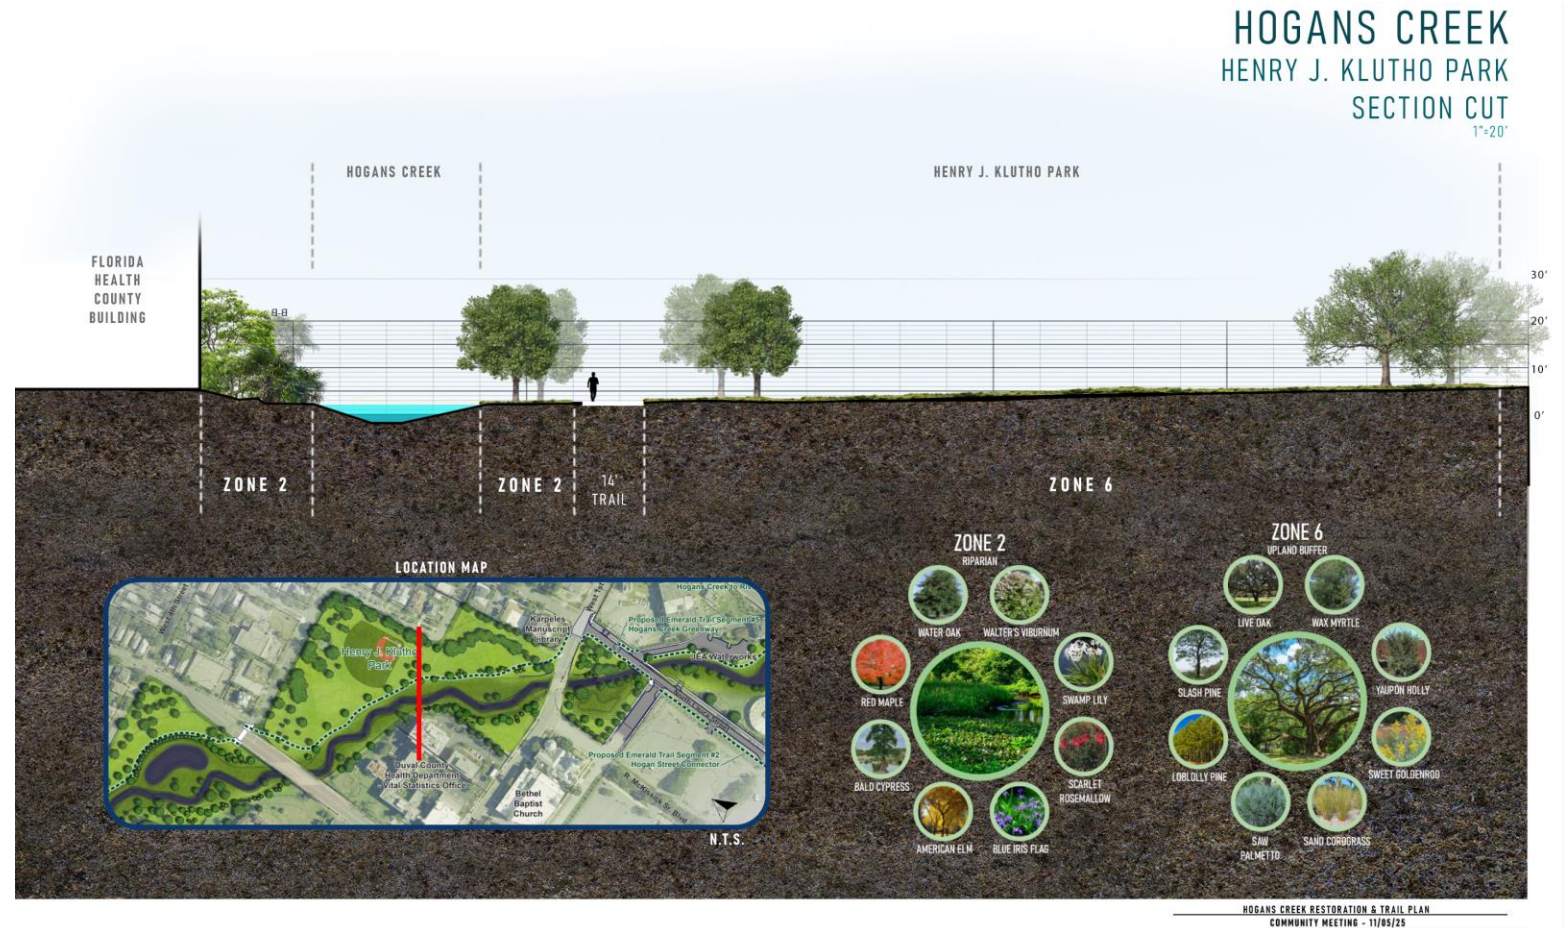 HOGANS CREEK
HENRY J. KLUTHO PARK
SECTION CUT
1"=20'
HOGANS CREEK
HENRY J. KLUTHO PARK
FLORIDA
HEALTH
COUNTY
BUILDING
B-B
30'
20'
10'
0'
ZONE 2
ZONE 2
14'
TRAIL
ZONE 6
LOCATION MAP
Hogans Creek to
Proposed Emerald Trail Segment #5
Hogans Creek Greenway
Karpeles
Manuscript
Library
JEA Waterworks
Henry J. Klutho
Park
Proposed Emerald Trail Segment #2
Hogan Street Connector
Duval County
Health Department
Vital Statistics Office
Bethel
Baptist
Church
N.T.S.
ZONE 2
RIPARIAN
WATER OAK
WALTER'S VIBURNUM
RED MAPLE
SWAMP LILY
BALD CYPRESS
SCARLET
ROSEMALLOW
AMERICAN ELM
BLUE IRIS FLAG
ZONE 6
UPLAND BUFFER
LIVE OAK
WAX MYRTLE
SLASH PINE
YAUPON HOLLY
LOBLOLLY PINE
SWEET GOLDENROD
SAW
PALMETTO
SAND CORDGRASS
HOGANS CREEK RESTORATION & TRAIL PLAN
COMMUNITY MEETING - 11/05/25